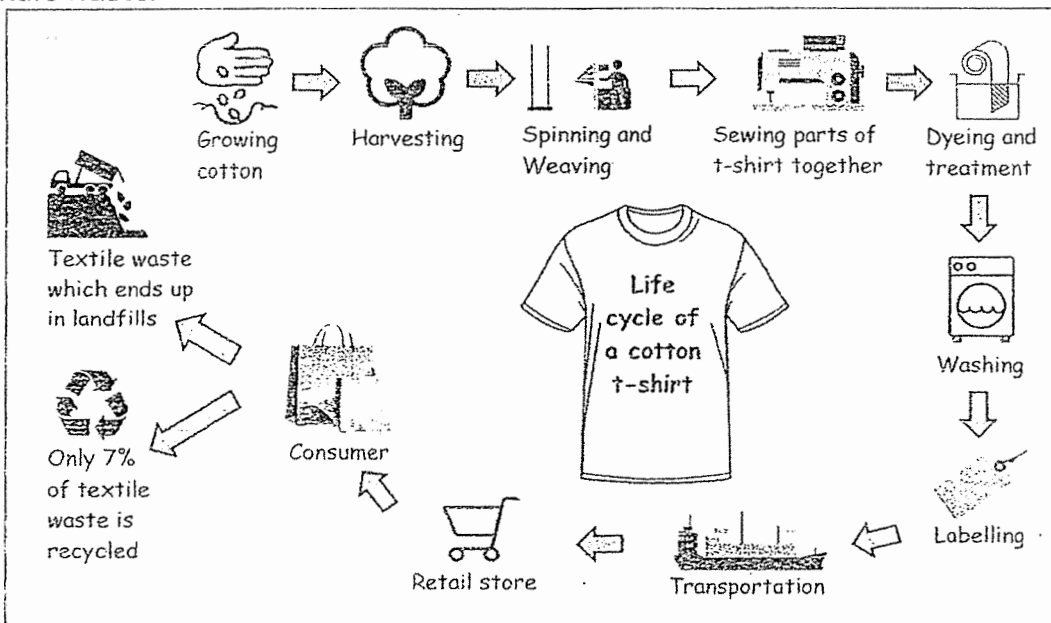 Growing
cotton
Harvesting
Spinning and
Weaving
Sewing parts of
t-shirt together
Dyeing and
treatment
Washing
Labelling
Transportation
Retail store
Consumer
Textile waste
which ends up
in landfills
Only 7%
of textile
waste is
recycled
Life
cycle of
a cotton
t-shirt